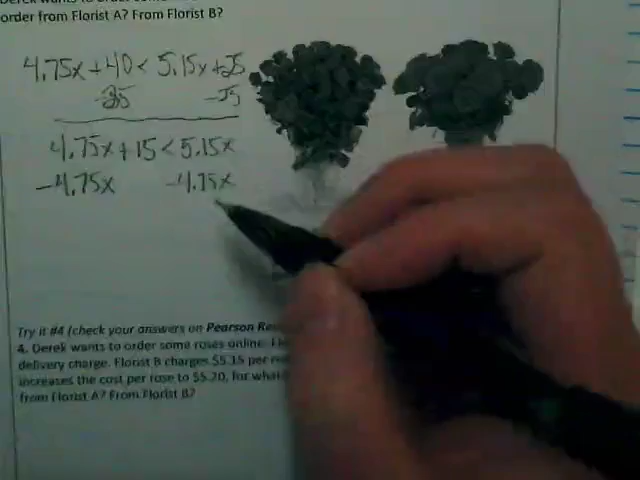 order from Florist A? From Florist B?
4.75x+40<5.15x+25
-25 -25
4.75x+15<5.15x
-4.75x -4.75x
Try it #4 (check your answers on Pearson
4. Derek wants to order some roses online.
delivery charge. Florist B charges $5.15 per
increases the cost per rose to $5.20, for what
from Florist A? From Florist B?